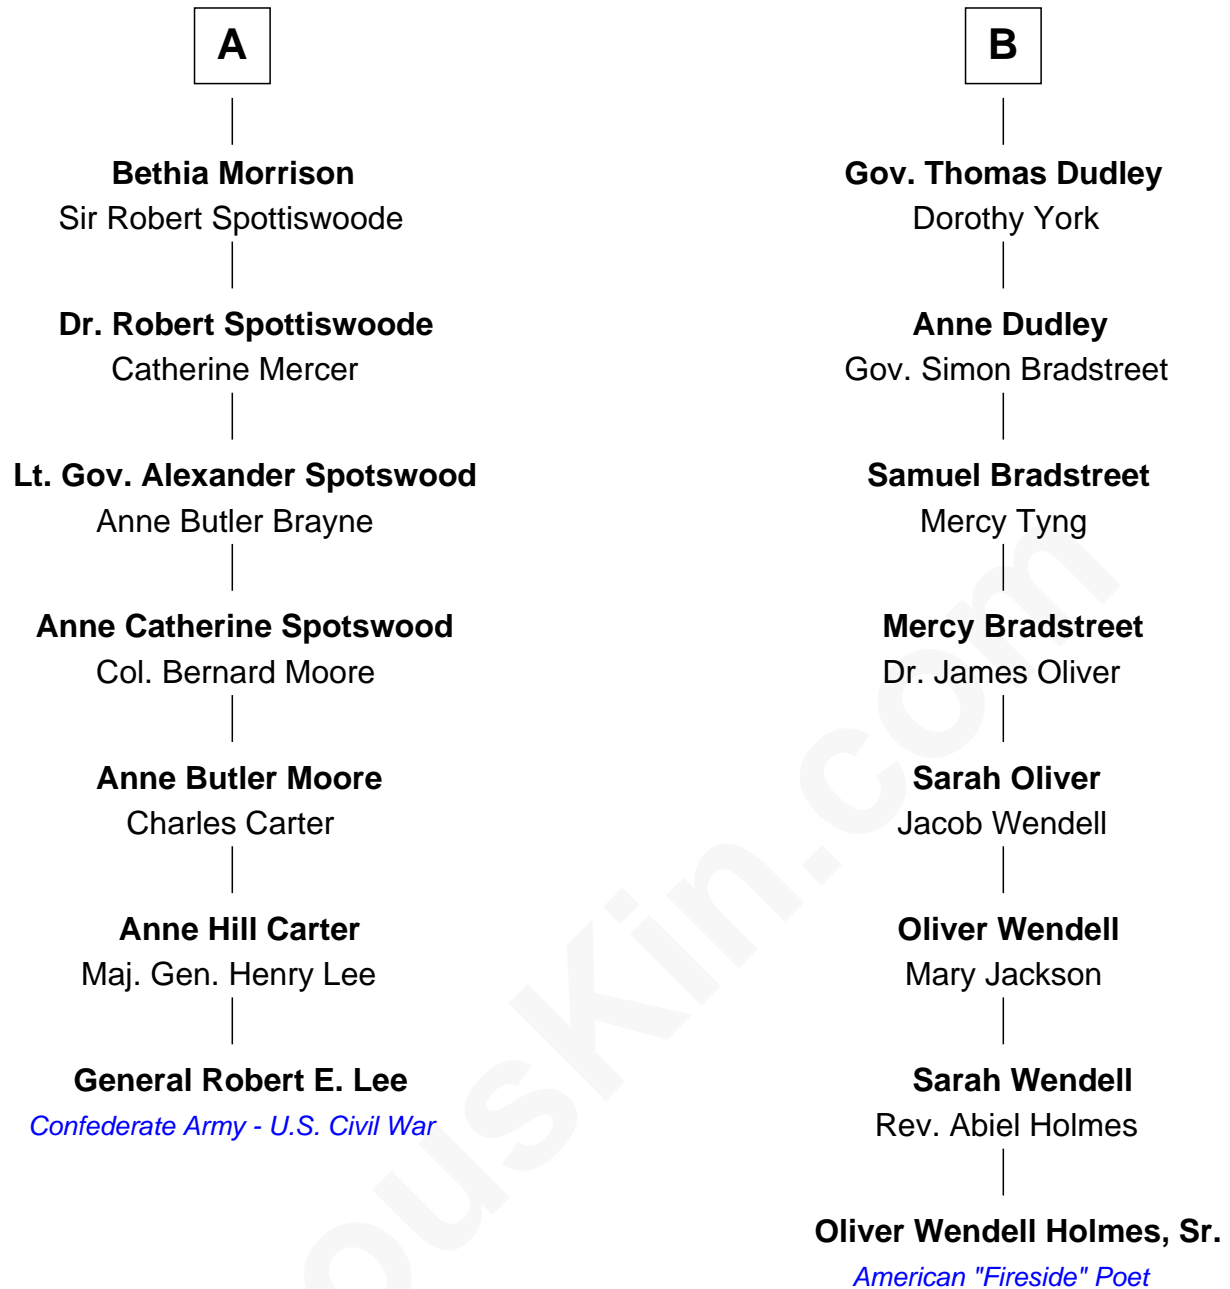 A
Bethia Morrison
Sir Robert Spottiswoode
Dr. Robert Spottiswoode
Catherine Mercer
Lt. Gov. Alexander Spotswood
Anne Butler Brayne
Anne Catherine Spotswood
Col. Bernard Moore
Anne Butler Moore
Charles Carter
Anne Hill Carter
Maj. Gen. Henry Lee
General Robert E. Lee
Confederate Army - U.S. Civil War
B
Gov. Thomas Dudley
Dorothy York
Anne Dudley
Gov. Simon Bradstreet
Samuel Bradstreet
Mercy Tyng
Mercy Bradstreet
Dr. James Oliver
Sarah Oliver
Jacob Wendell
Oliver Wendell
Mary Jackson
Sarah Wendell
Rev. Abiel Holmes
Oliver Wendell Holmes, Sr.
American "Fireside" Poet
ousKin.com